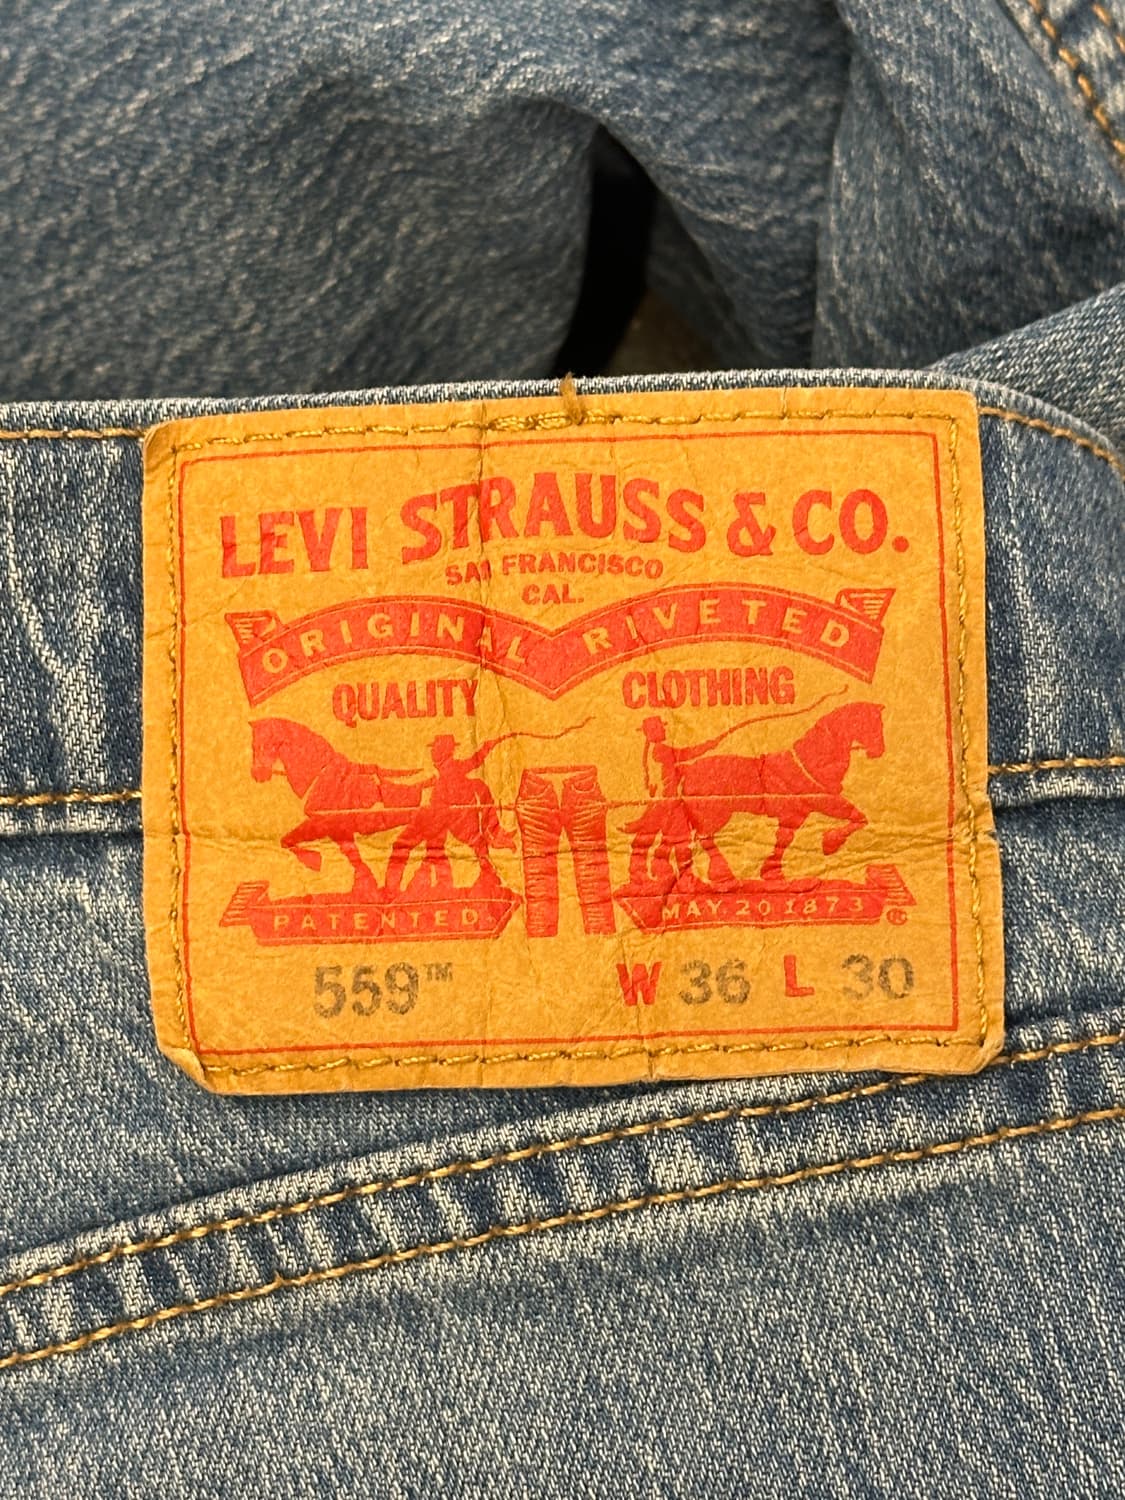 LEVI STRAUSS & CO.
SAN FRANCISCO
CAL.
ORIGINAL RIVETED
QUALITY CLOTHING
PATENTED MAY 20 1873 ®
559™ W 36 L 30